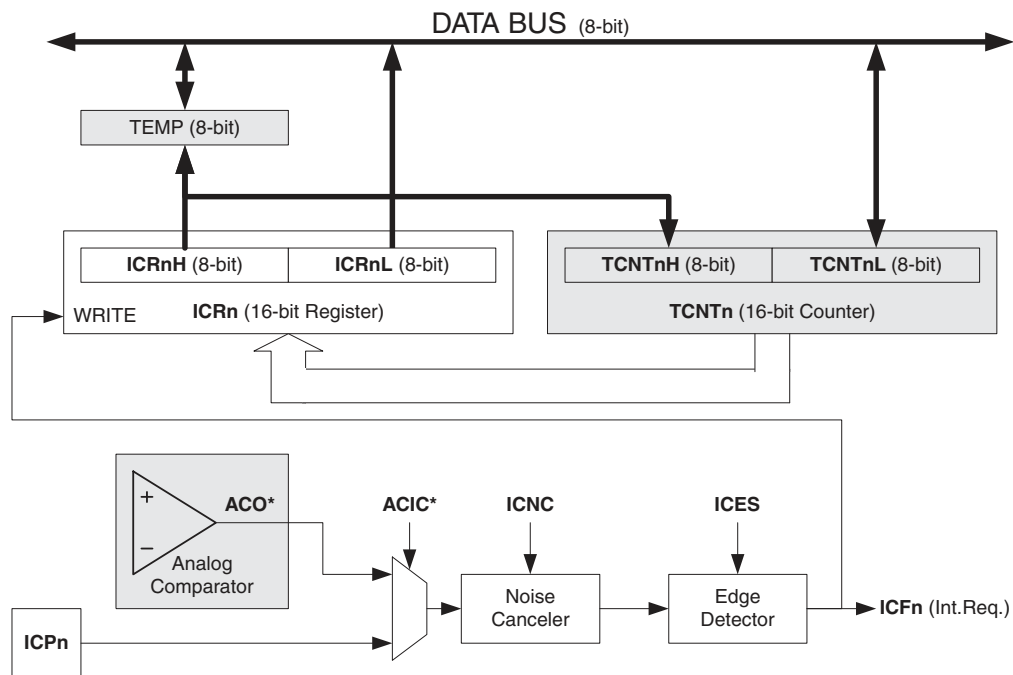 DATA BUS (8-bit)
TEMP (8-bit)
ICRnH (8-bit)
ICRnL (8-bit)
TCNTnH (8-bit)
TCNTnL (8-bit)
WRITE
ICRn (16-bit Register)
TCNTn (16-bit Counter)
+
−
ACO*
Analog
Comparator
ACIC*
ICNC
ICES
Noise
Canceler
Edge
Detector
ICFn (Int.Req.)
ICPn